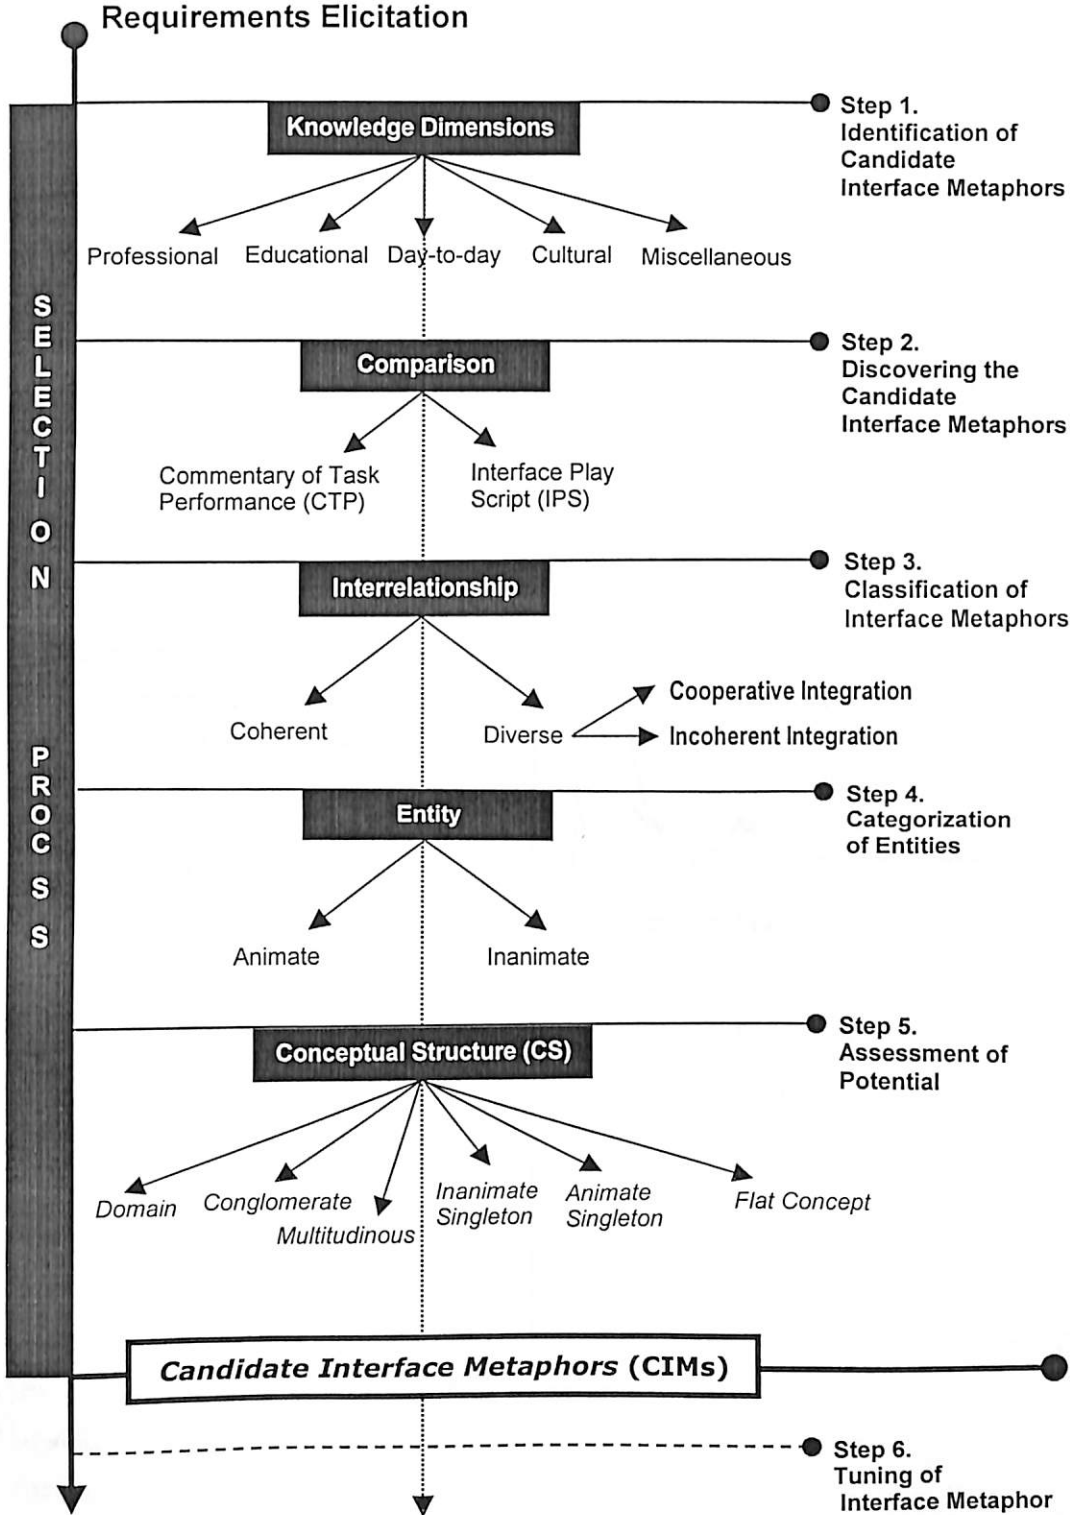 Requirements Elicitation
SELECTION
PROCSS
Knowledge Dimensions
Step 1.
Identification of
Candidate
Interface Metaphors
Professional
Educational
Day-to-day
Cultural
Miscellaneous
Comparison
Step 2.
Discovering the
Candidate
Interface Metaphors
Commentary of Task
Performance (CTP)
Interface Play
Script (IPS)
Interrelationship
Step 3.
Classification of
Interface Metaphors
Coherent
Diverse
Cooperative Integration
Incoherent Integration
Entity
Step 4.
Categorization
of Entities
Animate
Inanimate
Conceptual Structure (CS)
Step 5.
Assessment of
Potential
Domain
Conglomerate
Multitudinous
Inanimate
Singleton
Animate
Singleton
Flat Concept
Candidate Interface Metaphors (CIMs)
Step 6.
Tuning of
Interface Metaphor